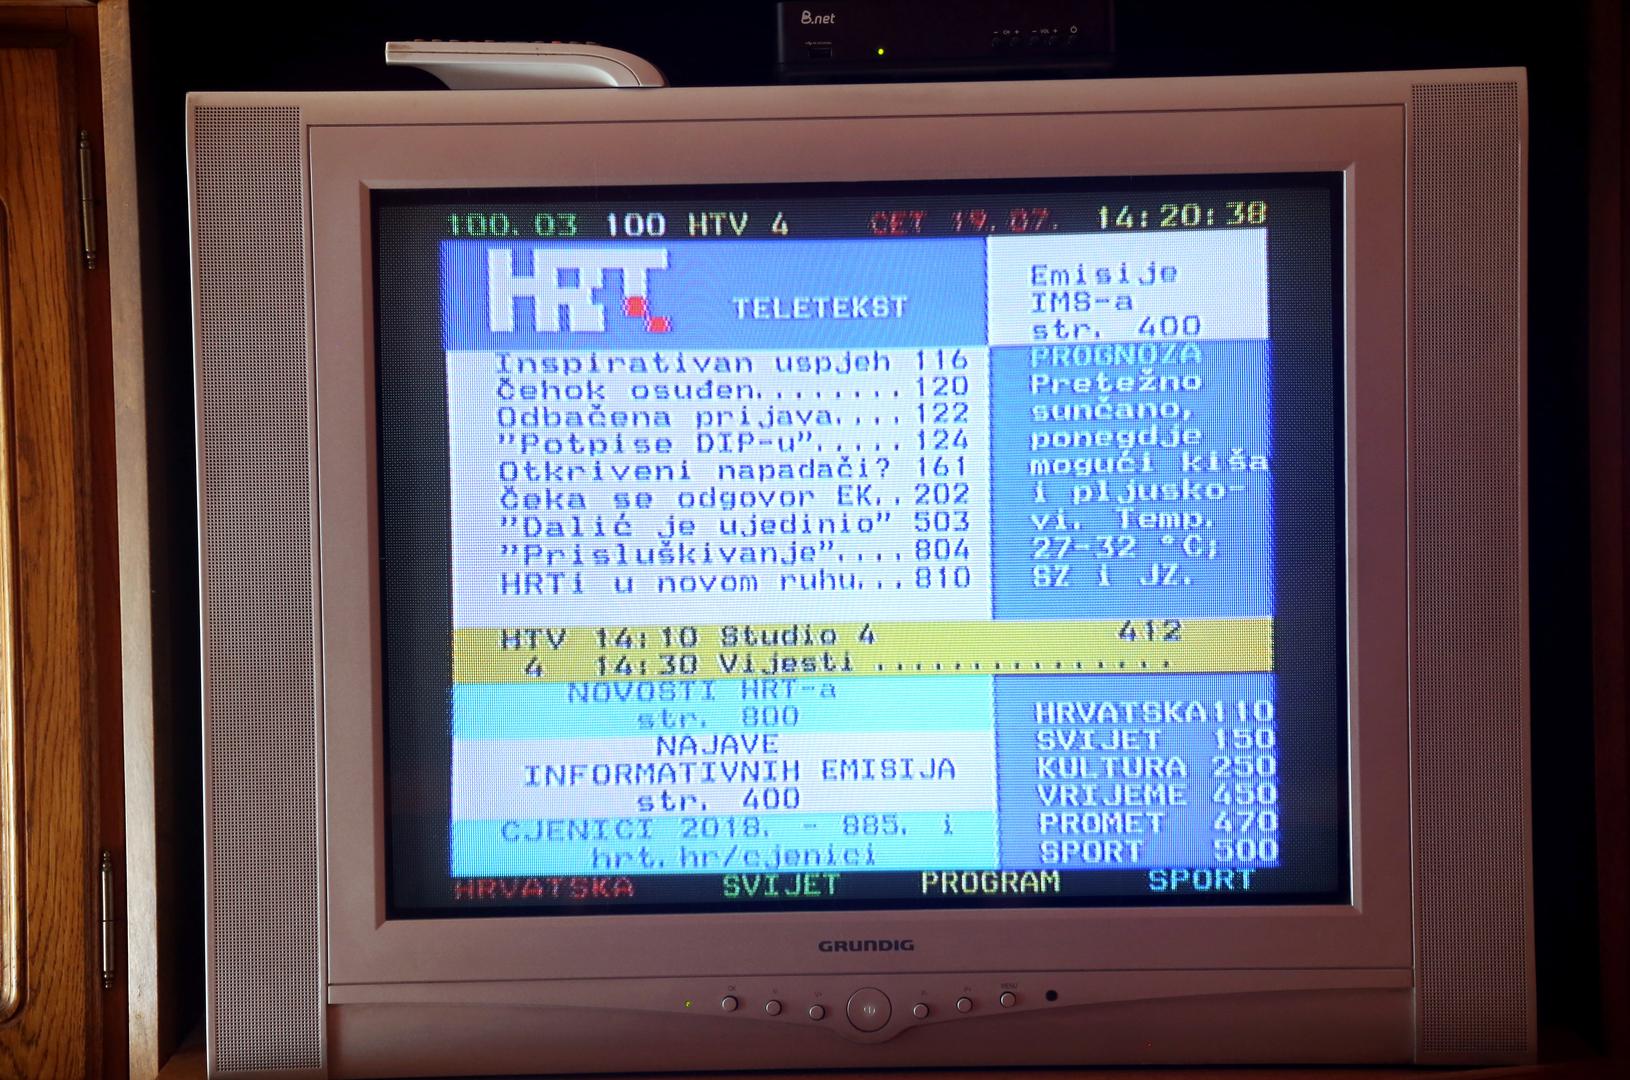 B.net
- CH + - VOL +
100.03 100 HTV 4 CET 19.07. 14:20:38
HRT TELETEKST
Emisije
IMS-a
str. 400
Inspirativan uspjeh 116
Čehok osuđen........120
Odbačena prijava....122
"Potpise DIP-u".....124
Otkriveni napadači? 161
Čeka se odgovor EK..202
"Dalić je ujedinio" 503
"Prisluškivanje"....804
HRTi u novom ruhu...810
PROGNOZA
Pretežno
sunčano,
ponegdje
mogući kiša
i pljusko-
vi. Temp.
27-32 °C;
SZ i JZ.
HTV 14:10 Studio 4 412
4 14:30 Vijesti ...............
NOVOSTI HRT-a
str. 800
NAJAVE
INFORMATIVNIH EMISIJA
str. 400
CJENICI 2018. - 885. i
hrt.hr/cjenici
HRVATSKA110
SVIJET 150
KULTURA 250
VRIJEME 450
PROMET 470
SPORT 500
HRVATSKA SVIJET PROGRAM SPORT
GRUNDIG
OK V- V+ P- P+ MENU